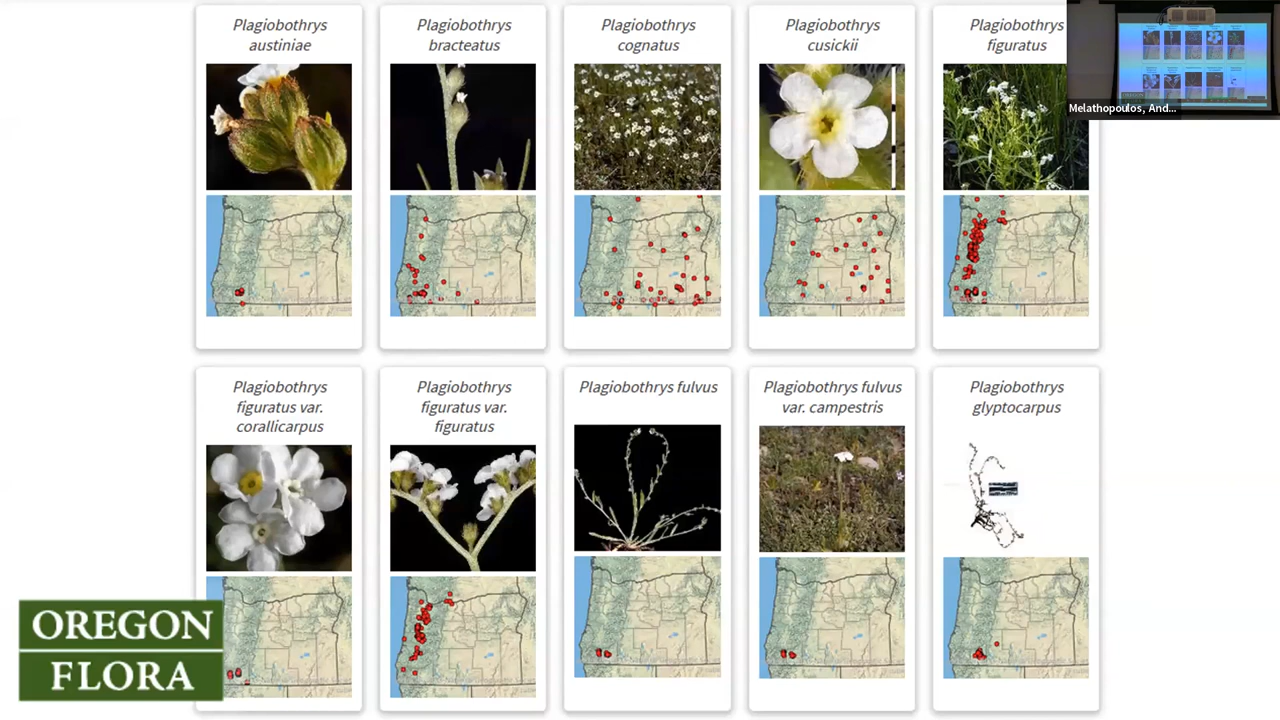 Plagiobothrys
austiniae
Plagiobothrys
bracteatus
Plagiobothrys
cognatus
Plagiobothrys
cusickii
Plagiobothrys
figuratus
Melathopoulos, And...
Plagiobothrys
figuratus var.
corallicarpus
Plagiobothrys
figuratus var.
figuratus
Plagiobothrys fulvus
Plagiobothrys fulvus
var. campestris
Plagiobothrys
glyptocarpus
OREGON
FLORA